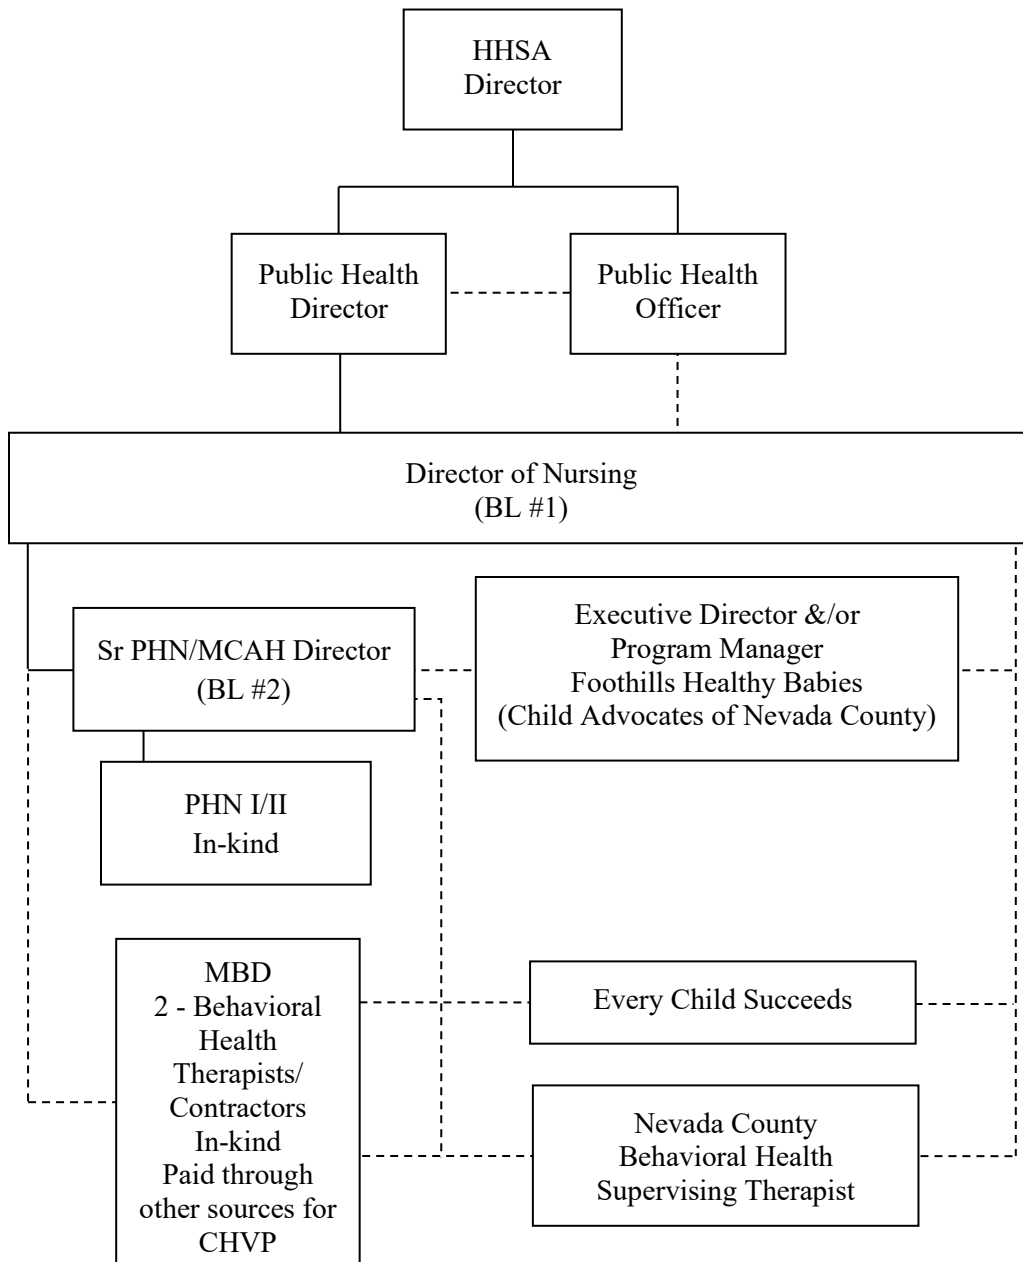 HHSA
Director
Public Health
Director
Public Health
Officer
Director of Nursing
(BL #1)
Sr PHN/MCAH Director
(BL #2)
Executive Director &/or
Program Manager
Foothills Healthy Babies
(Child Advocates of Nevada County)
PHN I/II
In-kind
MBD
2 - Behavioral
Health
Therapists/
Contractors
In-kind
Paid through
other sources for
CHVP
Every Child Succeeds
Nevada County
Behavioral Health
Supervising Therapist